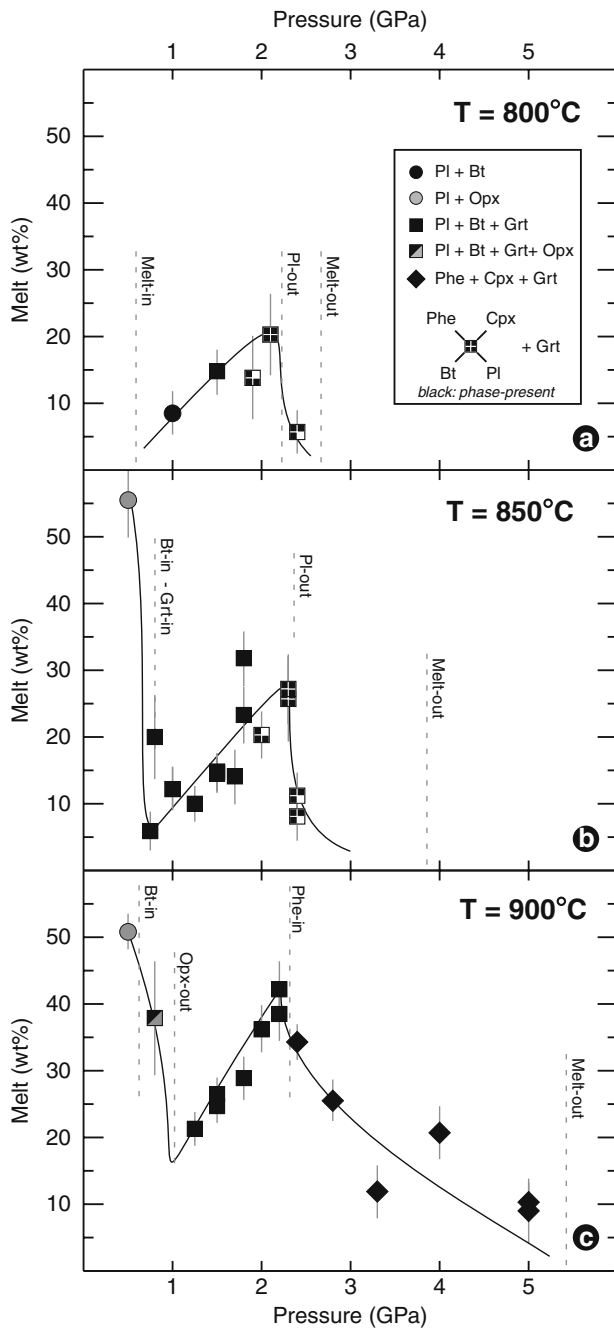 Pressure (GPa)
1 2 3 4 5
T = 800°C
50
40
30
20
10
Melt (wt%)
Melt-in
Pl-out
Melt-out
Pl + Bt
Pl + Opx
Pl + Bt + Grt
Pl + Bt + Grt+ Opx
Phe + Cpx + Grt
Phe Cpx
+ Grt
Bt Pl
black: phase-present
a
T = 850°C
50
40
30
20
10
Melt (wt%)
Bt-in - Grt-in
Pl-out
Melt-out
b
T = 900°C
50
40
30
20
10
Melt (wt%)
Bt-in
Opx-out
Phe-in
Melt-out
c
1 2 3 4 5
Pressure (GPa)